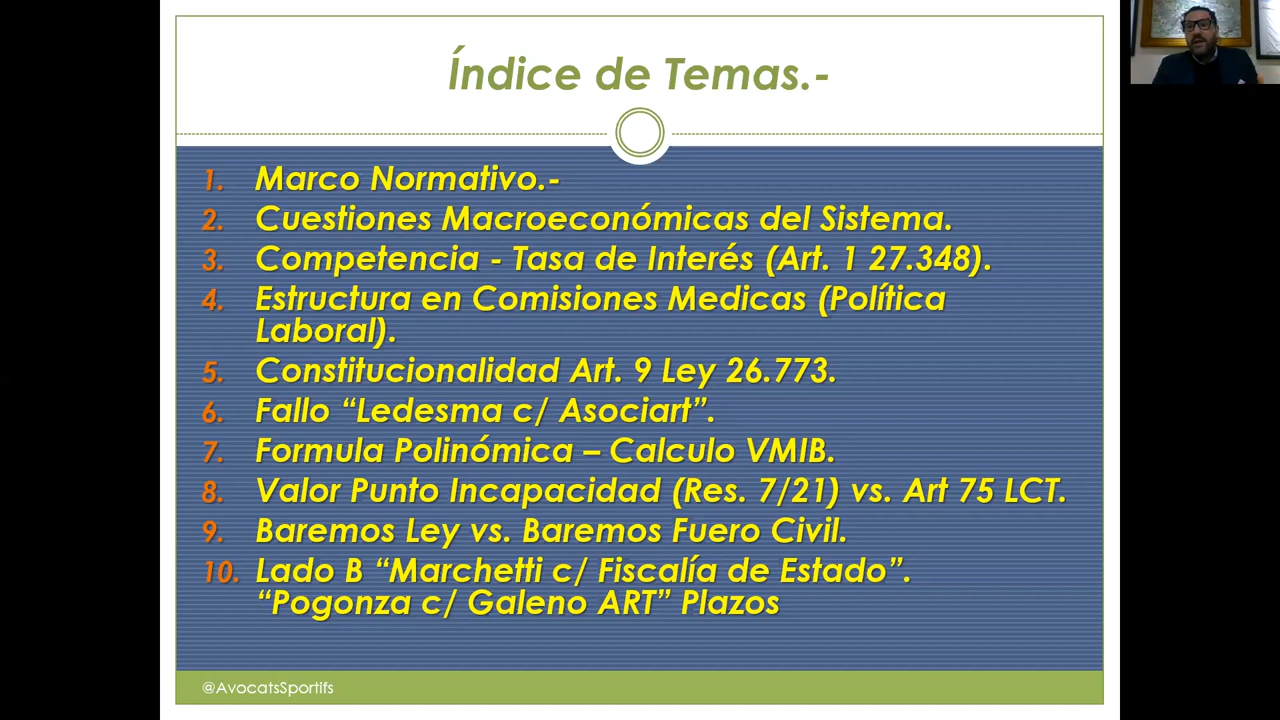 Índice de Temas.-
1. Marco Normativo.-
2. Cuestiones Macroeconómicas del Sistema.
3. Competencia - Tasa de Interés (Art. 1 27.348).
4. Estructura en Comisiones Medicas (Política
Laboral).
5. Constitucionalidad Art. 9 Ley 26.773.
6. Fallo “Ledesma c/ Asociart”.
7. Formula Polinómica – Calculo VMIB.
8. Valor Punto Incapacidad (Res. 7/21) vs. Art 75 LCT.
9. Baremos Ley vs. Baremos Fuero Civil.
10. Lado B “Marchetti c/ Fiscalía de Estado”.
“Pogonza c/ Galeno ART” Plazos
@AvocatsSportifs